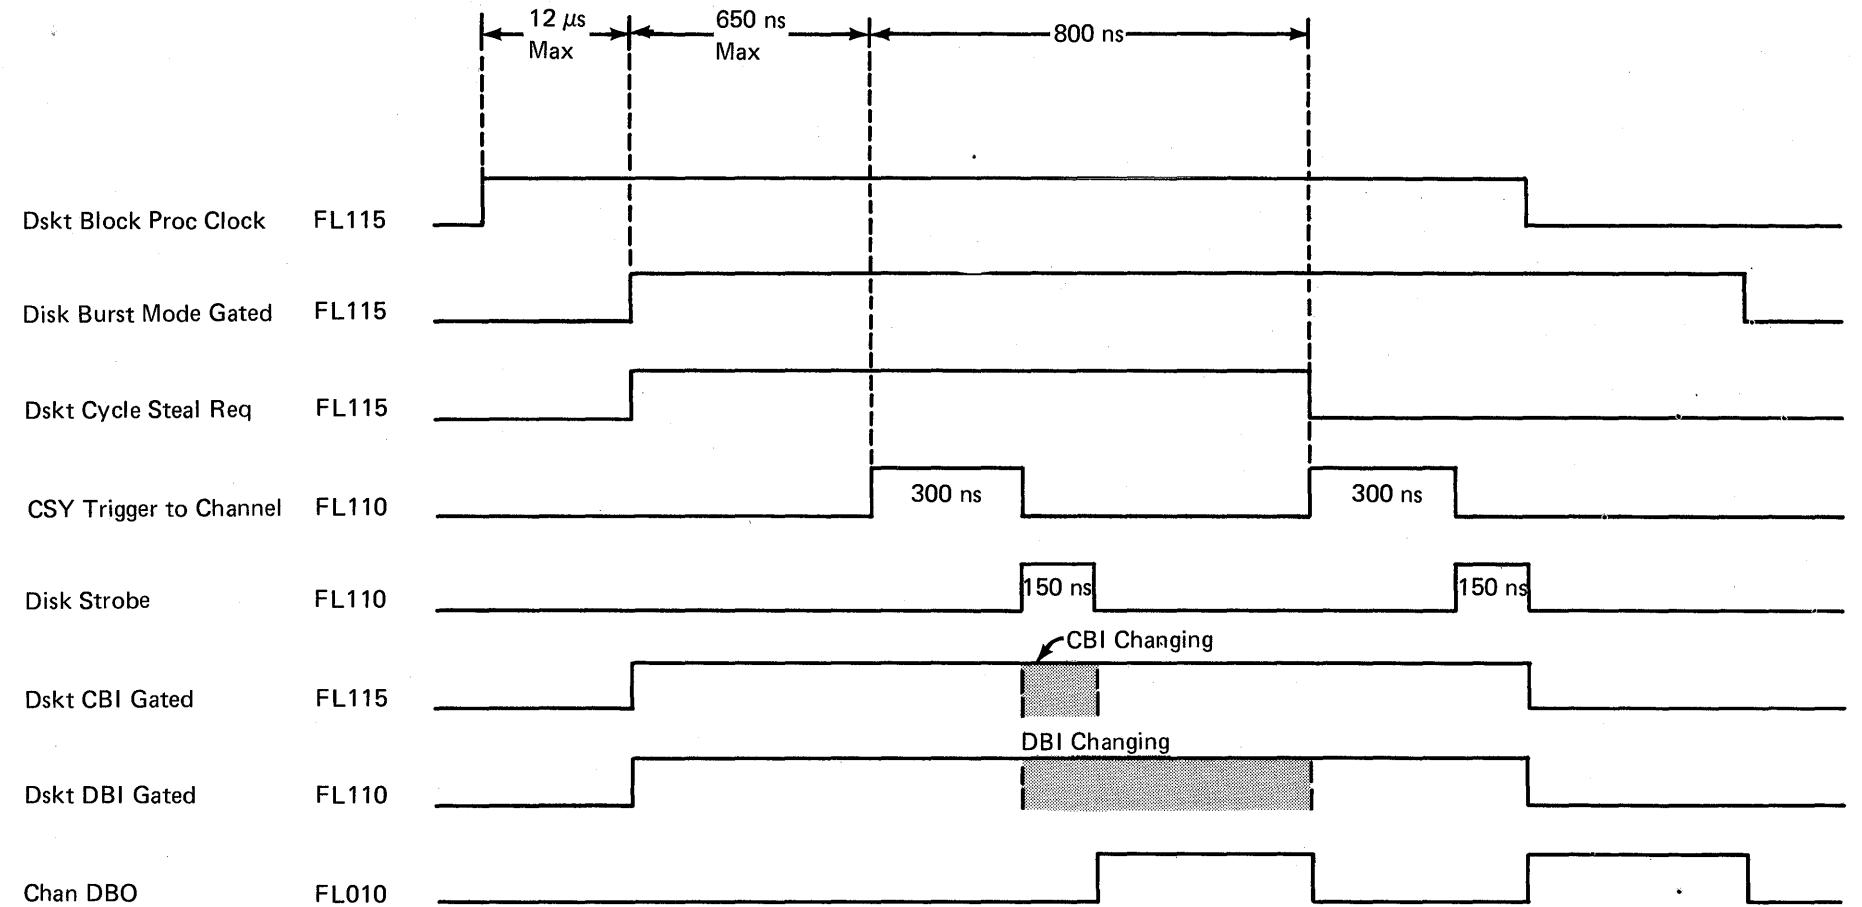 12 μs
Max
650 ns
Max
800 ns
Dskt Block Proc Clock FL115
Disk Burst Mode Gated FL115
Dskt Cycle Steal Req FL115
CSY Trigger to Channel FL110
300 ns
300 ns
Disk Strobe FL110
150 ns
150 ns
CBI Changing
Dskt CBI Gated FL115
DBI Changing
Dskt DBI Gated FL110
Chan DBO FL010